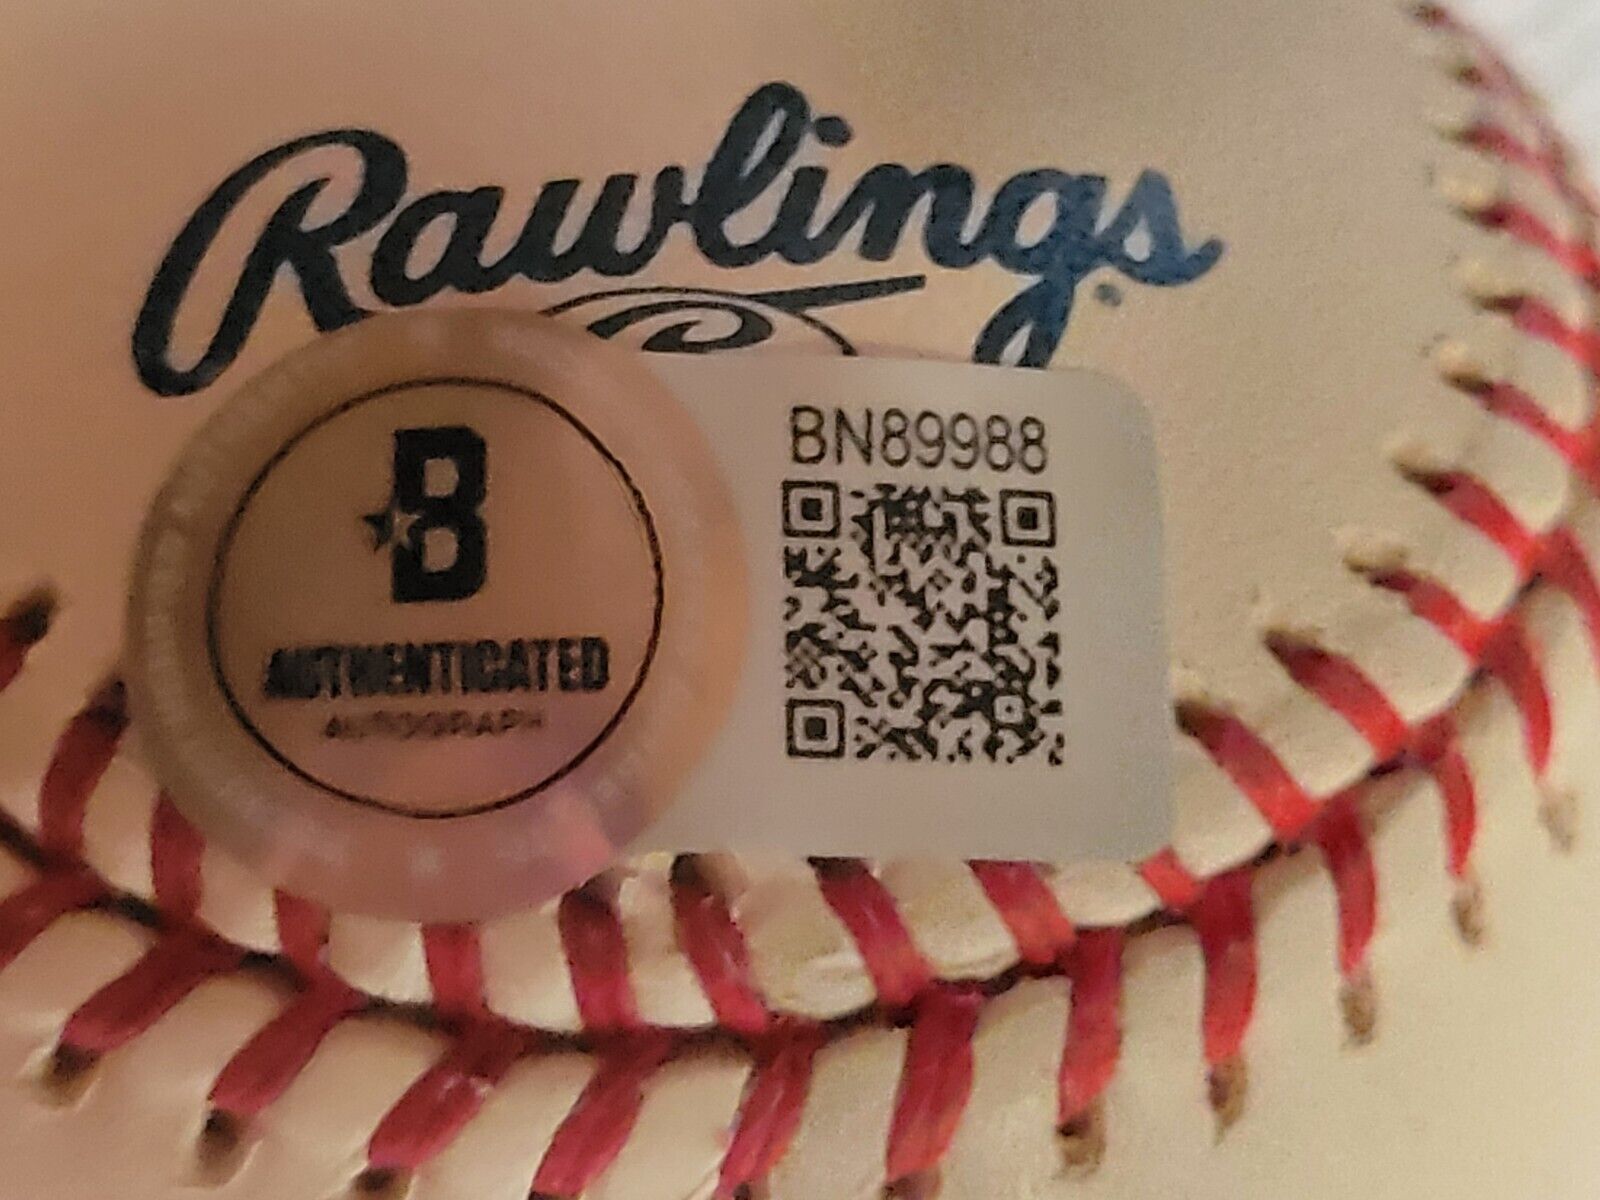 Rawlings
BN89988
B
AUTHENTICATED
AUTOGRAPH